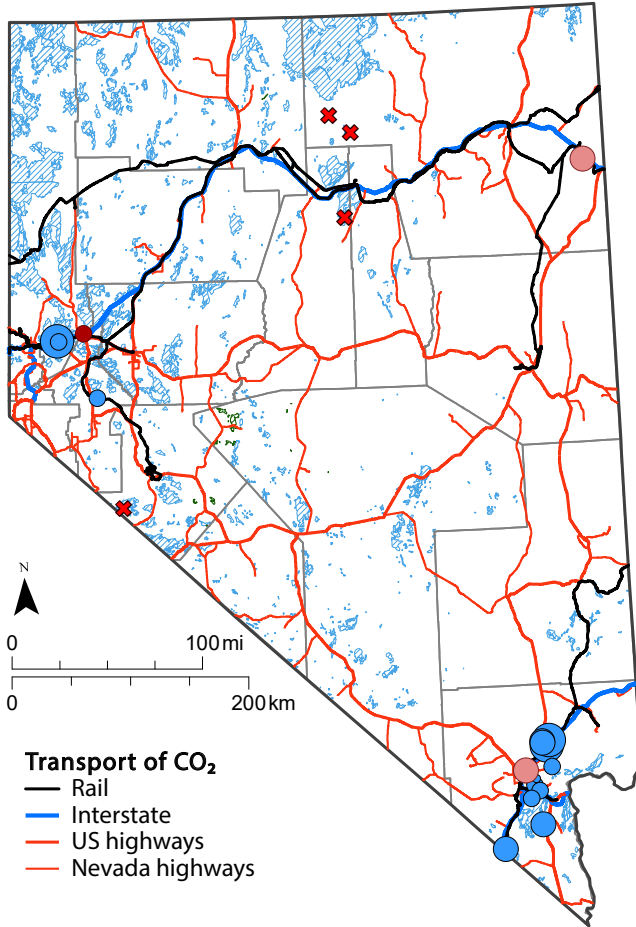 N
0 100 mi
0 200 km
Transport of CO₂
Rail
Interstate
US highways
Nevada highways